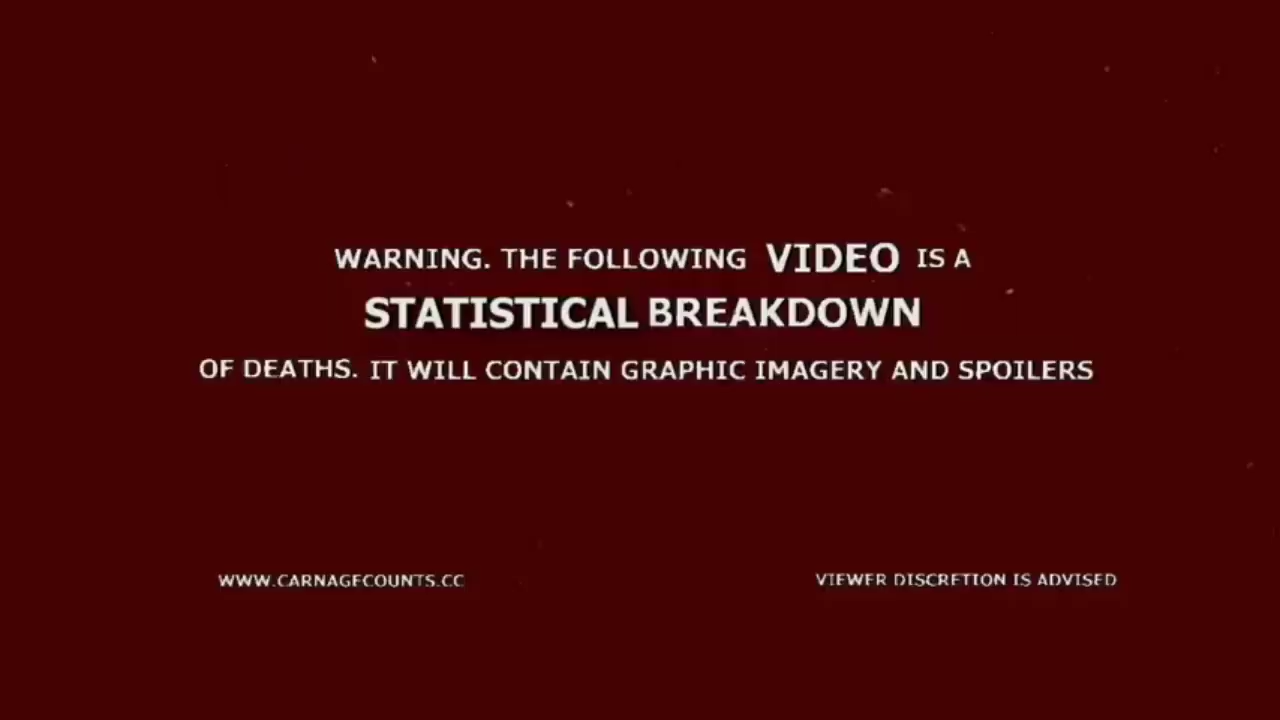 WARNING. THE FOLLOWING VIDEO IS A
STATISTICAL BREAKDOWN
OF DEATHS. IT WILL CONTAIN GRAPHIC IMAGERY AND SPOILERS
WWW.CARNAGECOUNTS.CC
VIEWER DISCRETION IS ADVISED